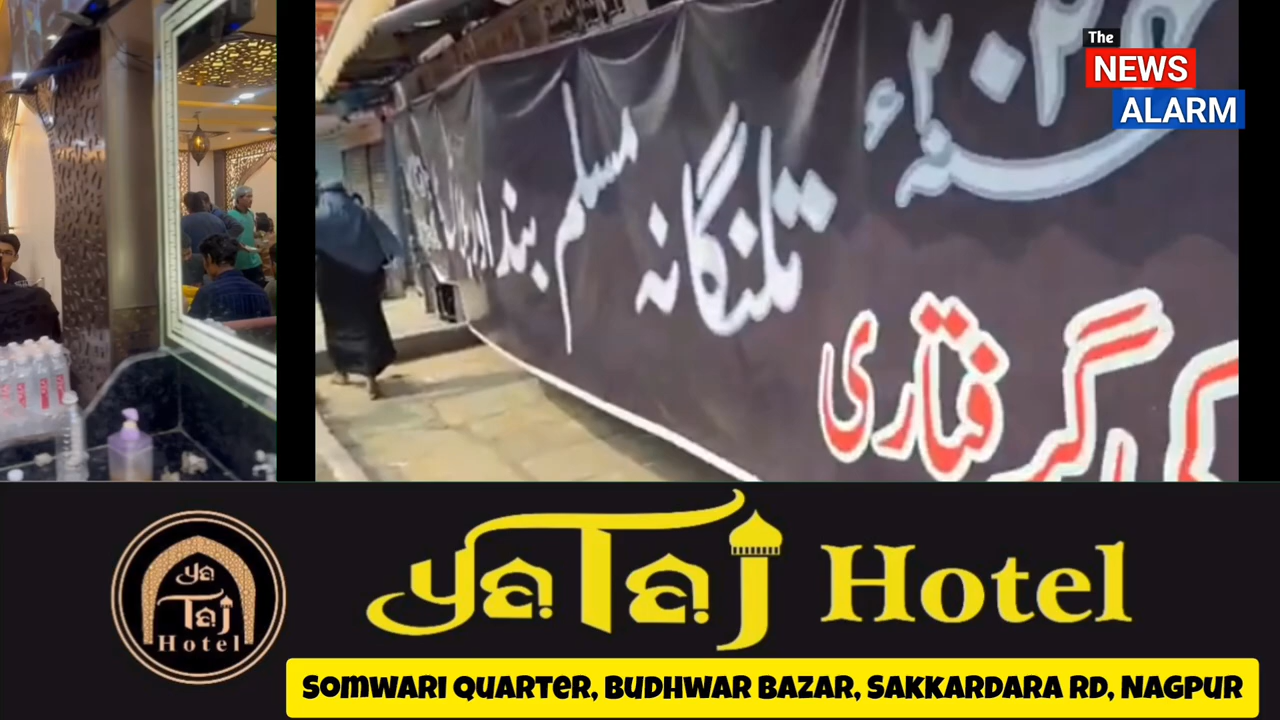 The
NEWS
ALARM
تلنگانہ مسلم بند اور
گرفتاری
ya Taj Hotel
ya
Taj
Hotel
SOMWARI QUARTER, BUDHWAR BAZAR, SAKKARDARA RD, NAGPUR